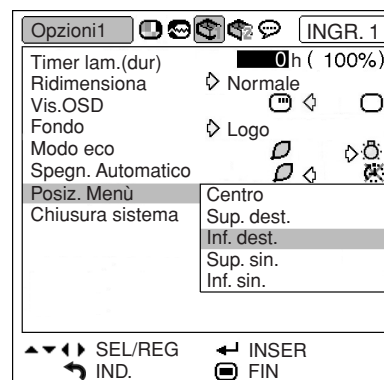 Opzioni1 INGR. 1
Timer lam.(dur) 0 h ( 100%)
Ridimensiona Normale
Vis.OSD
Fondo Logo
Modo eco
Spegn. Automatico
Posiz. Menù Centro
Chiusura sistema Sup. dest.
Inf. dest.
Sup. sin.
Inf. sin.
SEL/REG INSER
IND. FIN